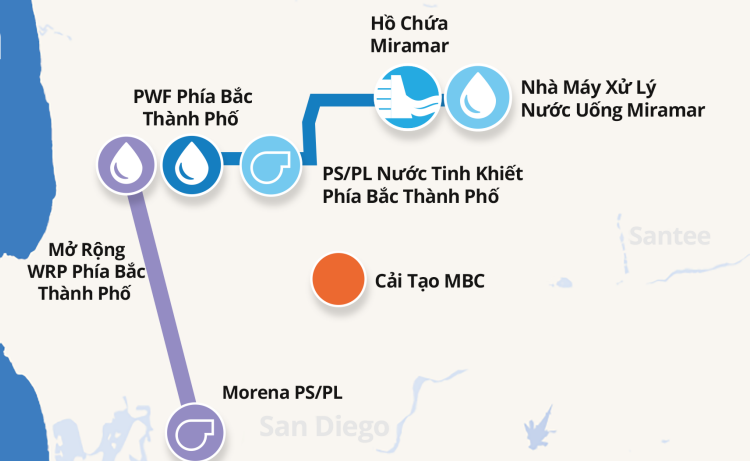 Hồ Chứa
Miramar
Nhà Máy Xử Lý
Nước Uống Miramar
PWF Phía Bắc
Thành Phố
PS/PL Nước Tinh Khiết
Phía Bắc Thành Phố
Santee
Mở Rộng
WRP Phía Bắc
Thành Phố
Cải Tạo MBC
Morena PS/PL
San Diego